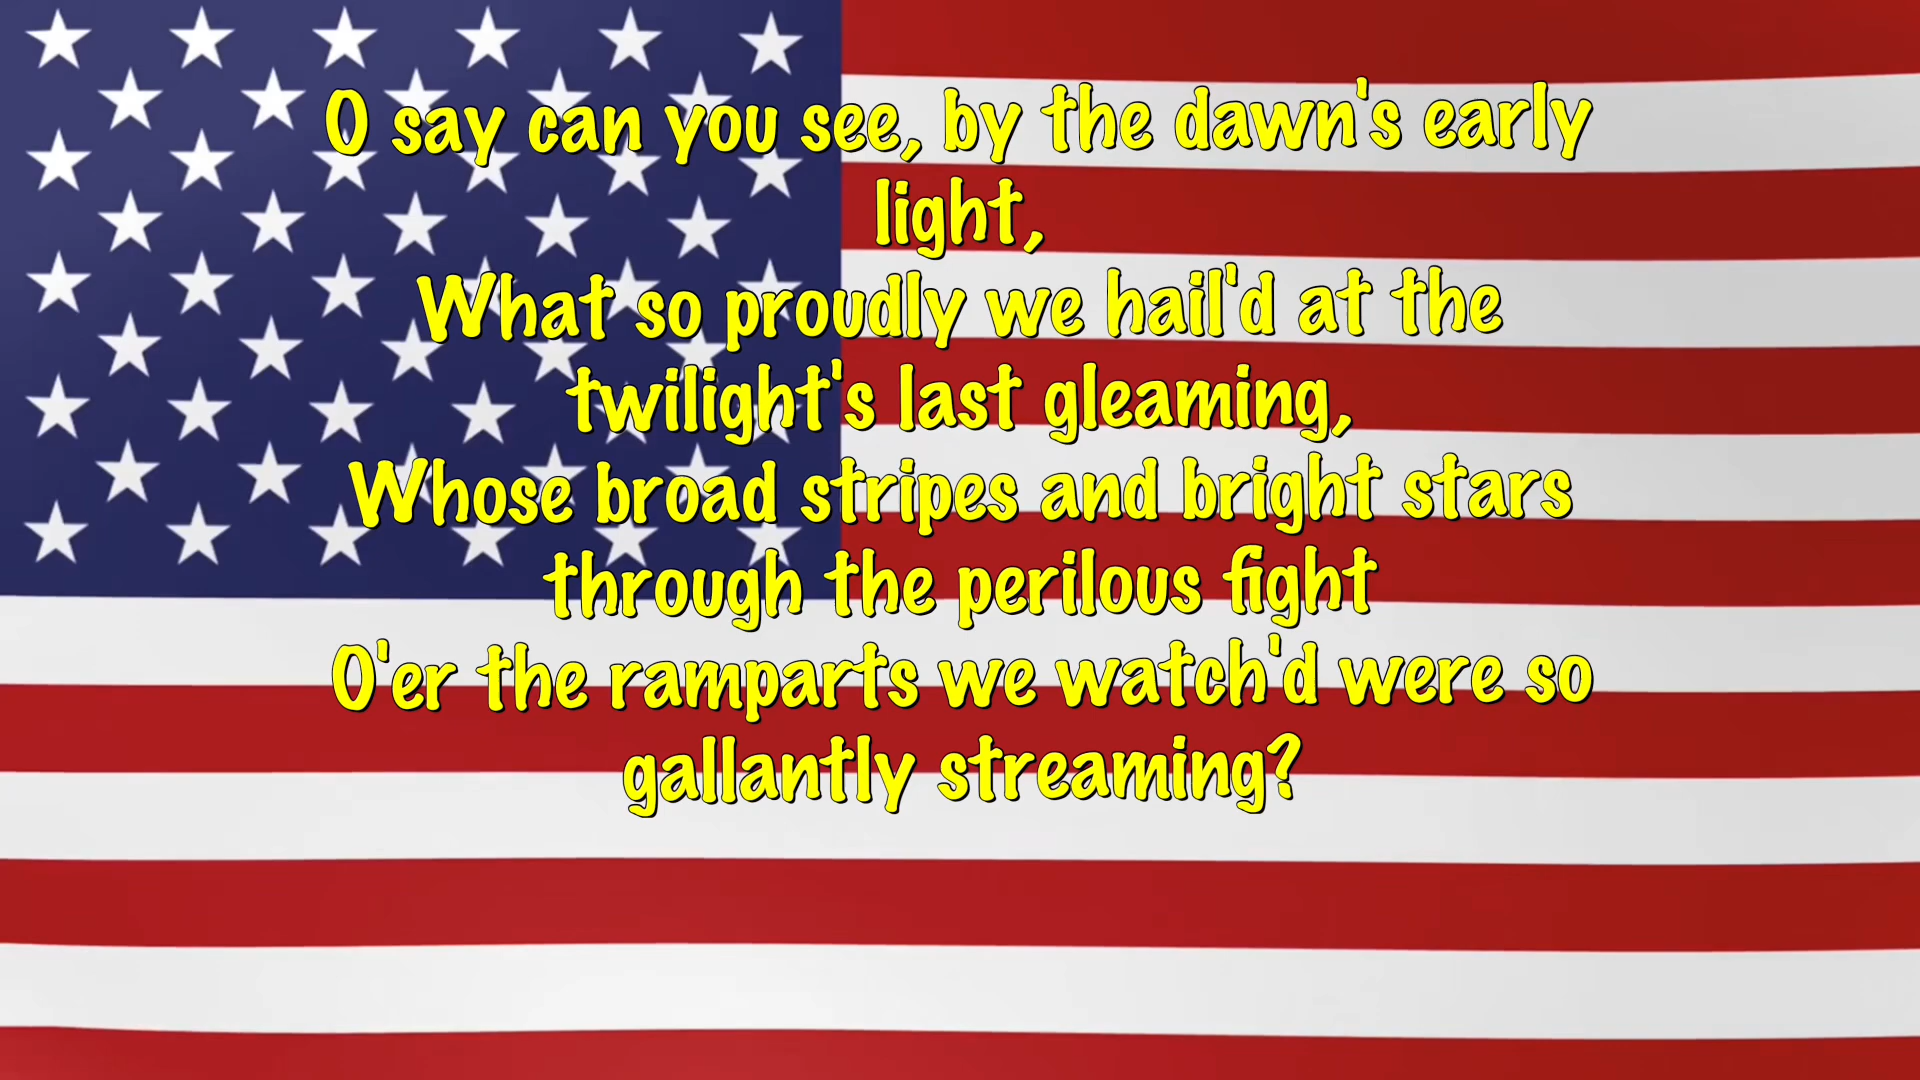 O say can you see, by the dawn's early
light,
What so proudly we hail'd at the
twilight's last gleaming,
Whose broad stripes and bright stars
through the perilous fight
O'er the ramparts we watch'd were so
gallantly streaming?